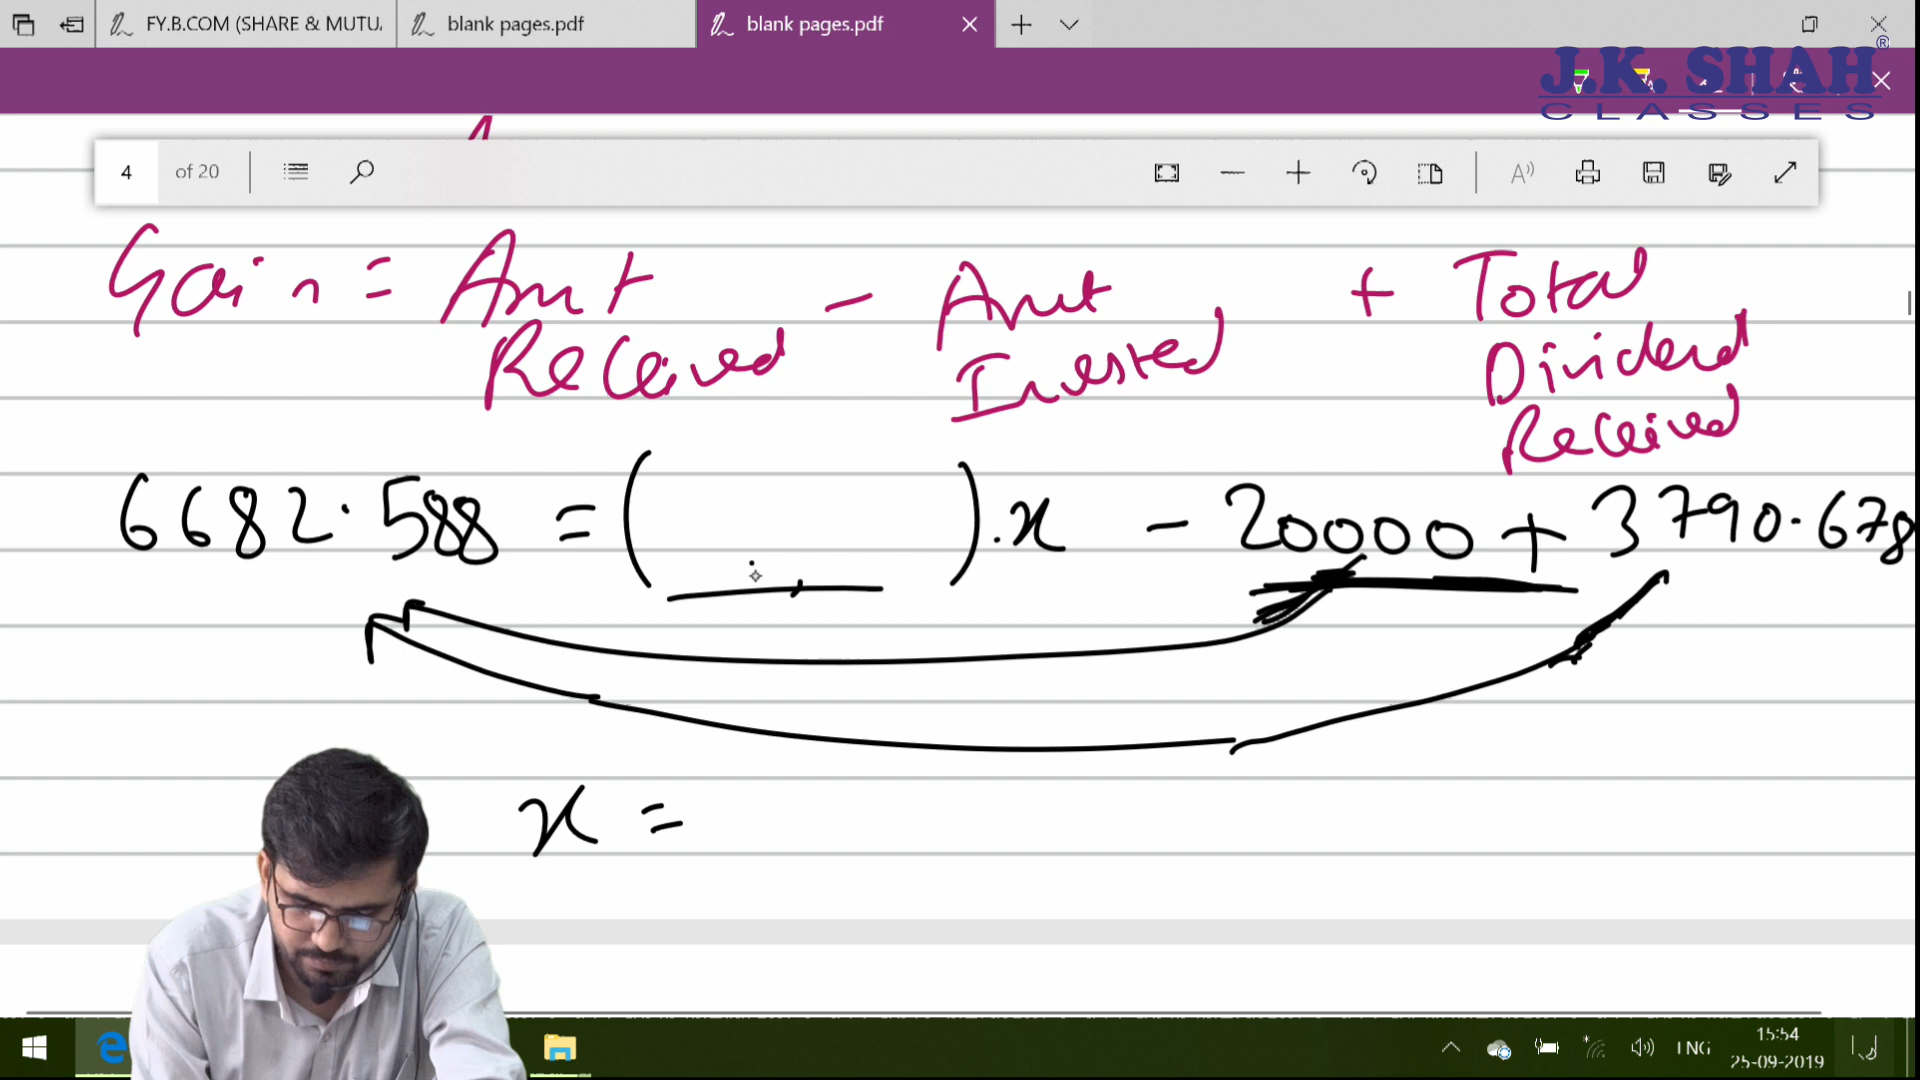 FY.B.COM (SHARE & MUTU
blank pages.pdf
blank pages.pdf
J.K. SHAH®
CLASSES
4 of 20
Gain = Amt Received - Amt Invested + Total Dividend Received
6682.588 = ( ).x - 20000 + 3790.678
x =
ENG
15:54
25-09-2019